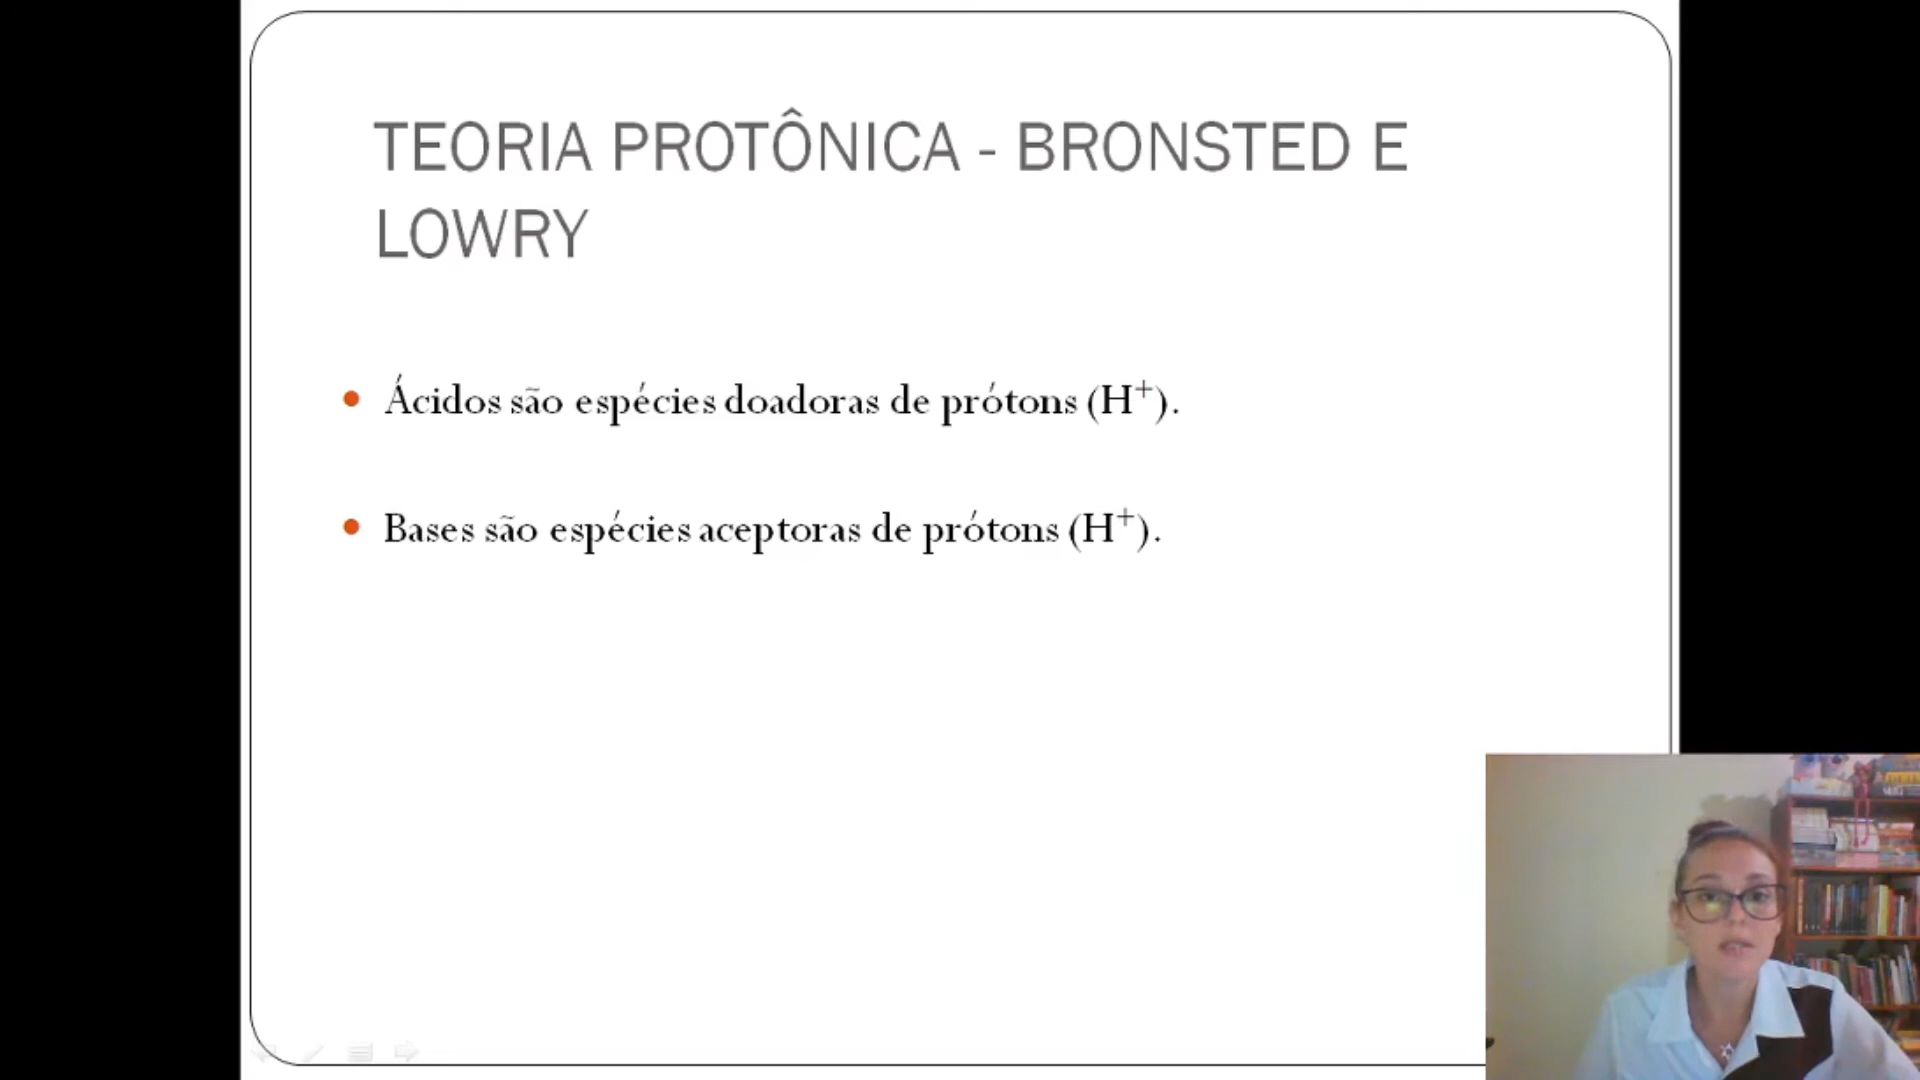 TEORIA PROTÔNICA - BRONSTED E
LOWRY
Ácidos são espécies doadoras de prótons (H⁺).
Bases são espécies aceptoras de prótons (H⁺).